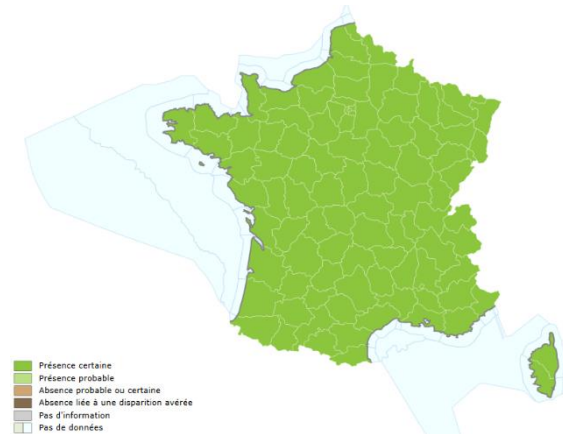 Présence certaine
Présence probable
Absence probable ou certaine
Absence liée à une disparition avérée
Pas d'information
Pas de données